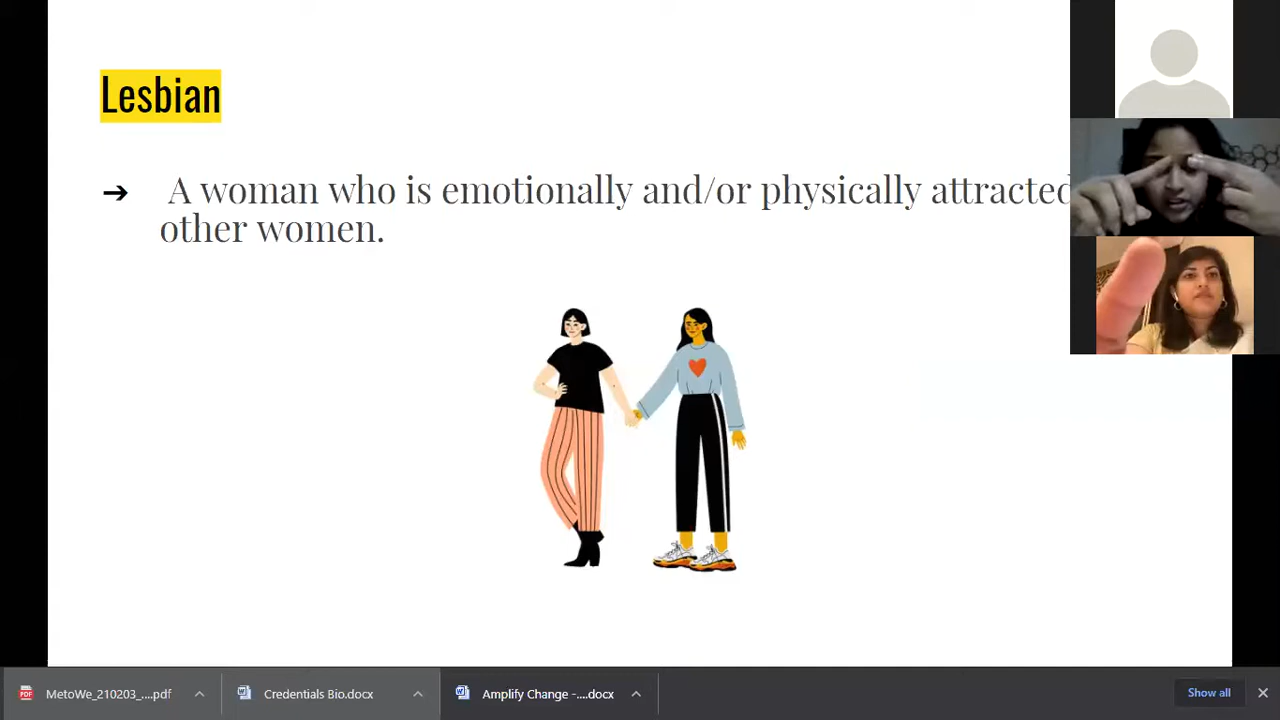 Lesbian
➔ A woman who is emotionally and/or physically attracted
other women.
MetoWe_210203_....pdf
Credentials Bio.docx
Amplify Change -....docx
Show all